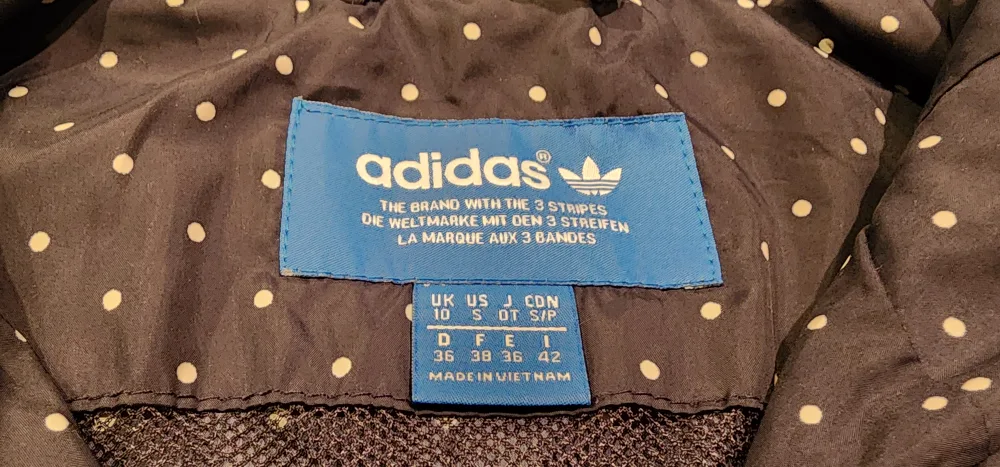 adidas®
THE BRAND WITH THE 3 STRIPES
DIE WELTMARKE MIT DEN 3 STREIFEN
LA MARQUE AUX 3 BANDES
UK US J CDN
10 S OT S/P
D F E I
36 38 36 42
MADE IN VIETNAM